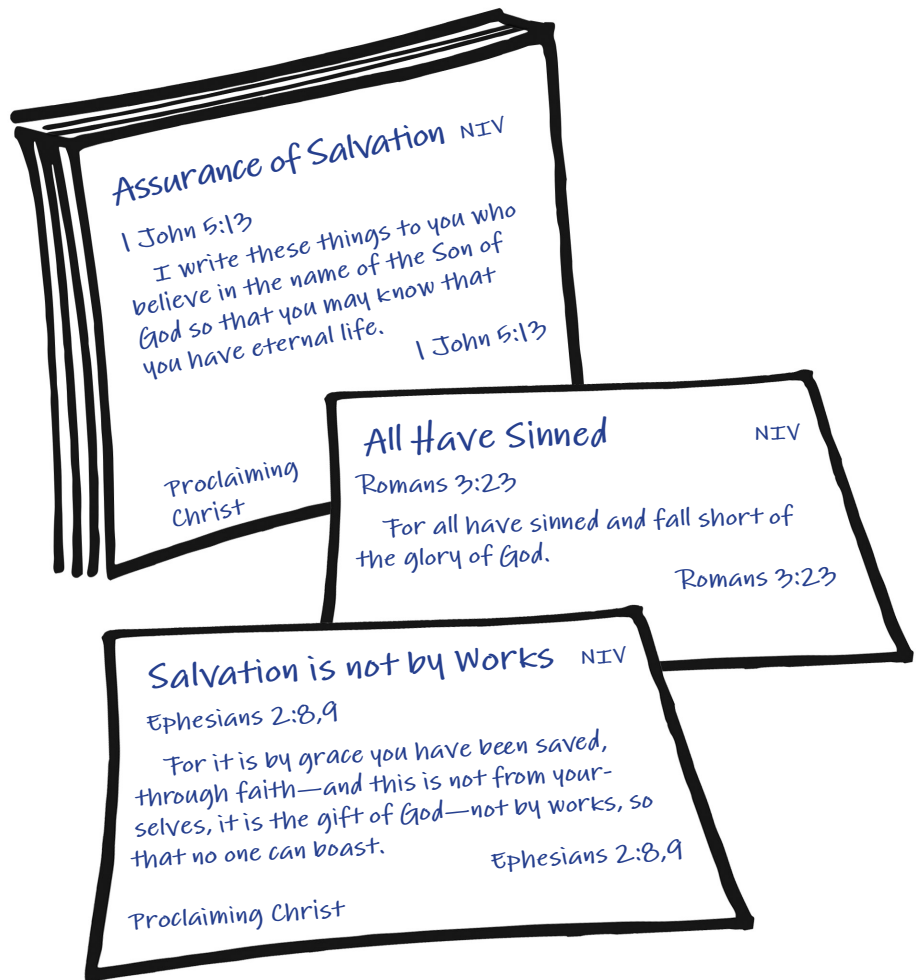 Assurance of Salvation NIV
1 John 5:13
I write these things to you who
believe in the name of the Son of
God so that you may know that
you have eternal life.
1 John 5:13
Proclaiming
Christ
All Have Sinned NIV
Romans 3:23
For all have sinned and fall short of
the glory of God.
Romans 3:23
Salvation is not by Works NIV
Ephesians 2:8,9
For it is by grace you have been saved,
through faith—and this is not from your-
selves, it is the gift of God—not by works, so
that no one can boast.
Ephesians 2:8,9
Proclaiming Christ